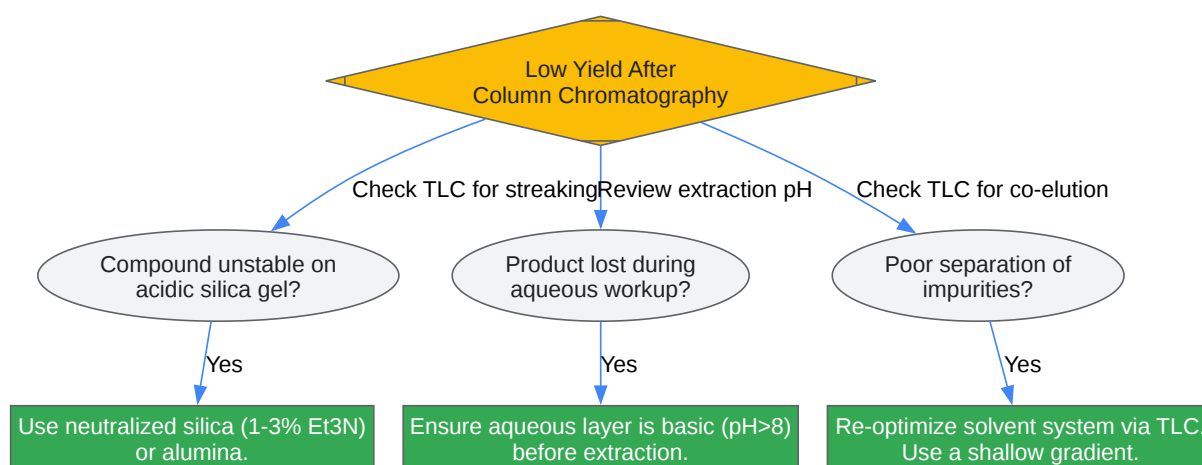 Low Yield After
Column Chromatography
Check TLC for streaking
Review extraction pH
Check TLC for co-elution
Compound unstable on
acidic silica gel?
Product lost during
aqueous workup?
Poor separation of
impurities?
Yes
Yes
Yes
Use neutralized silica (1-3% Et3N)
or alumina.
Ensure aqueous layer is basic (pH>8)
before extraction.
Re-optimize solvent system via TLC.
Use a shallow gradient.